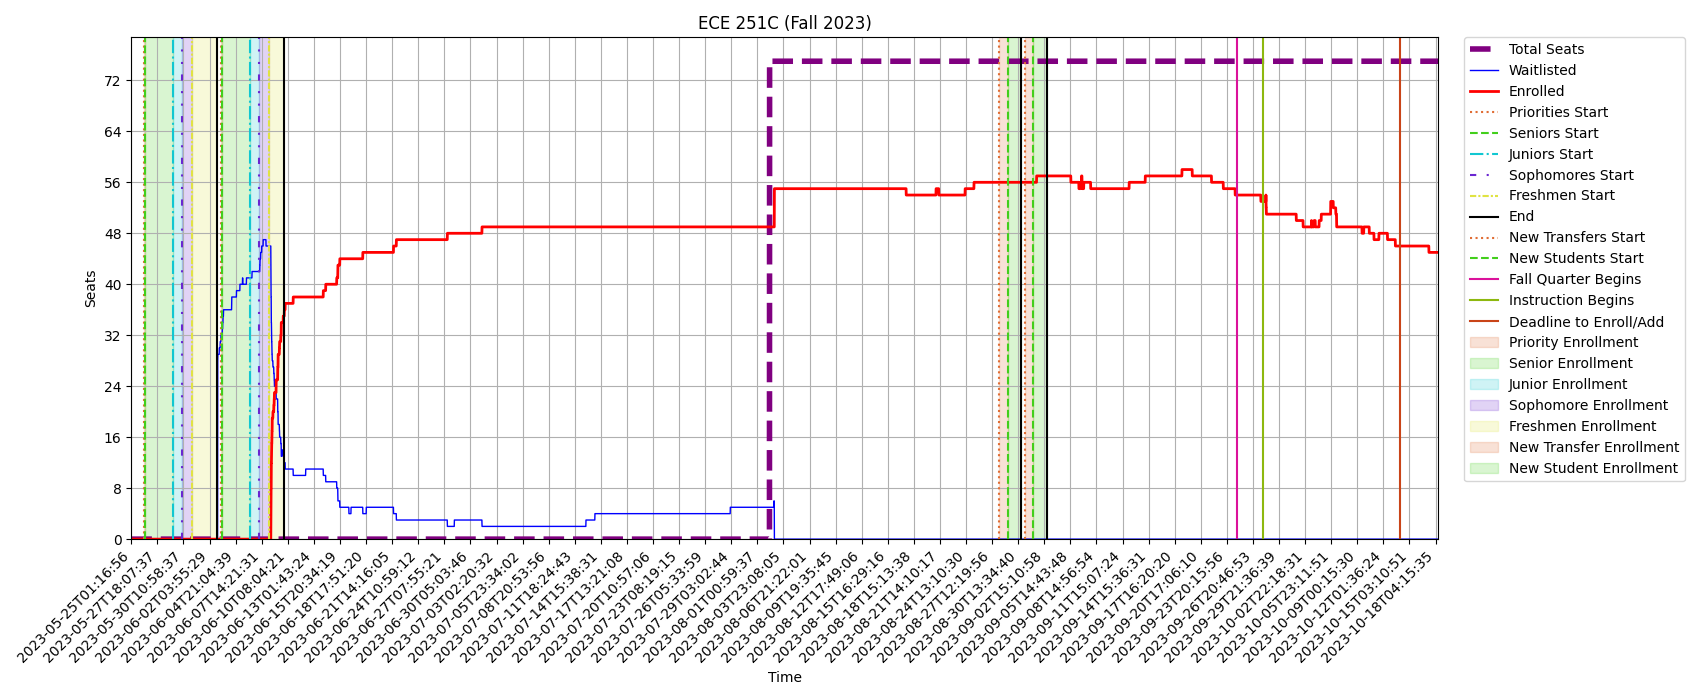 ECE 251C (Fall 2023)
Seats
72
64
56
48
40
32
24
16
8
0
2023-05-25T01:16:56
2023-05-27T18:07:37
2023-05-30T10:58:37
2023-06-02T03:55:29
2023-06-04T21:04:39
2023-06-07T14:21:31
2023-06-10T08:04:21
2023-06-13T01:43:24
2023-06-15T20:34:19
2023-06-18T17:51:20
2023-06-21T14:16:05
2023-06-24T10:59:12
2023-06-27T07:55:21
2023-06-30T05:03:46
2023-07-03T02:20:32
2023-07-05T23:34:02
2023-07-08T20:53:56
2023-07-11T18:24:43
2023-07-14T15:38:31
2023-07-17T13:21:08
2023-07-20T10:57:06
2023-07-23T08:19:15
2023-07-26T05:33:59
2023-07-29T03:02:44
2023-08-01T00:59:37
2023-08-03T23:08:05
2023-08-06T21:22:01
2023-08-09T19:35:45
2023-08-12T17:49:06
2023-08-15T16:29:16
2023-08-18T15:13:38
2023-08-21T14:10:17
2023-08-24T13:10:30
2023-08-27T12:19:56
2023-08-30T13:34:40
2023-09-02T15:10:58
2023-09-05T14:43:48
2023-09-08T14:56:54
2023-09-11T15:07:24
2023-09-14T15:36:31
2023-09-17T16:20:20
2023-09-20T17:06:10
2023-09-23T20:15:56
2023-09-26T20:46:53
2023-09-29T21:36:39
2023-10-02T22:18:31
2023-10-05T23:11:51
2023-10-09T00:15:30
2023-10-12T01:36:24
2023-10-15T03:10:51
2023-10-18T04:15:35
Time
Total Seats
Waitlisted
Enrolled
Priorities Start
Seniors Start
Juniors Start
Sophomores Start
Freshmen Start
End
New Transfers Start
New Students Start
Fall Quarter Begins
Instruction Begins
Deadline to Enroll/Add
Priority Enrollment
Senior Enrollment
Junior Enrollment
Sophomore Enrollment
Freshmen Enrollment
New Transfer Enrollment
New Student Enrollment